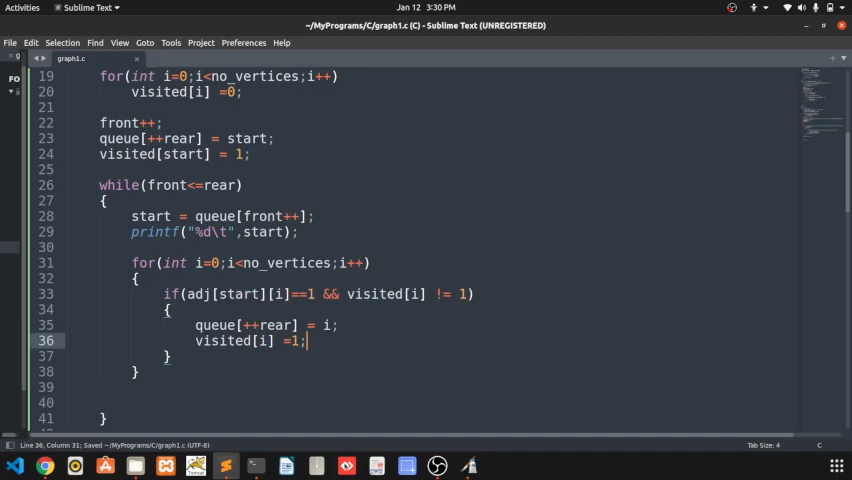 Activities Sublime Text Jan 12 3:30 PM
~/MyPrograms/C/graph1.c (C) - Sublime Text (UNREGISTERED)
File Edit Selection Find View Goto Tools Project Preferences Help
graph1.c
FO
19 for(int i=0;i<no_vertices;i++)
20 visited[i] =0;
21
22 front++;
23 queue[++rear] = start;
24 visited[start] = 1;
25
26 while(front<=rear)
27 {
28 start = queue[front++];
29 printf("%d\t",start);
30
31 for(int i=0;i<no_vertices;i++)
32 {
33 if(adj[start][i]==1 && visited[i] != 1)
34 {
35 queue[++rear] = i;
36 visited[i] =1;
37 }
38 }
39
40
41 }
Line 36, Column 31; Saved ~/MyPrograms/C/graph1.c (UTF-8) Tab Size: 4 C